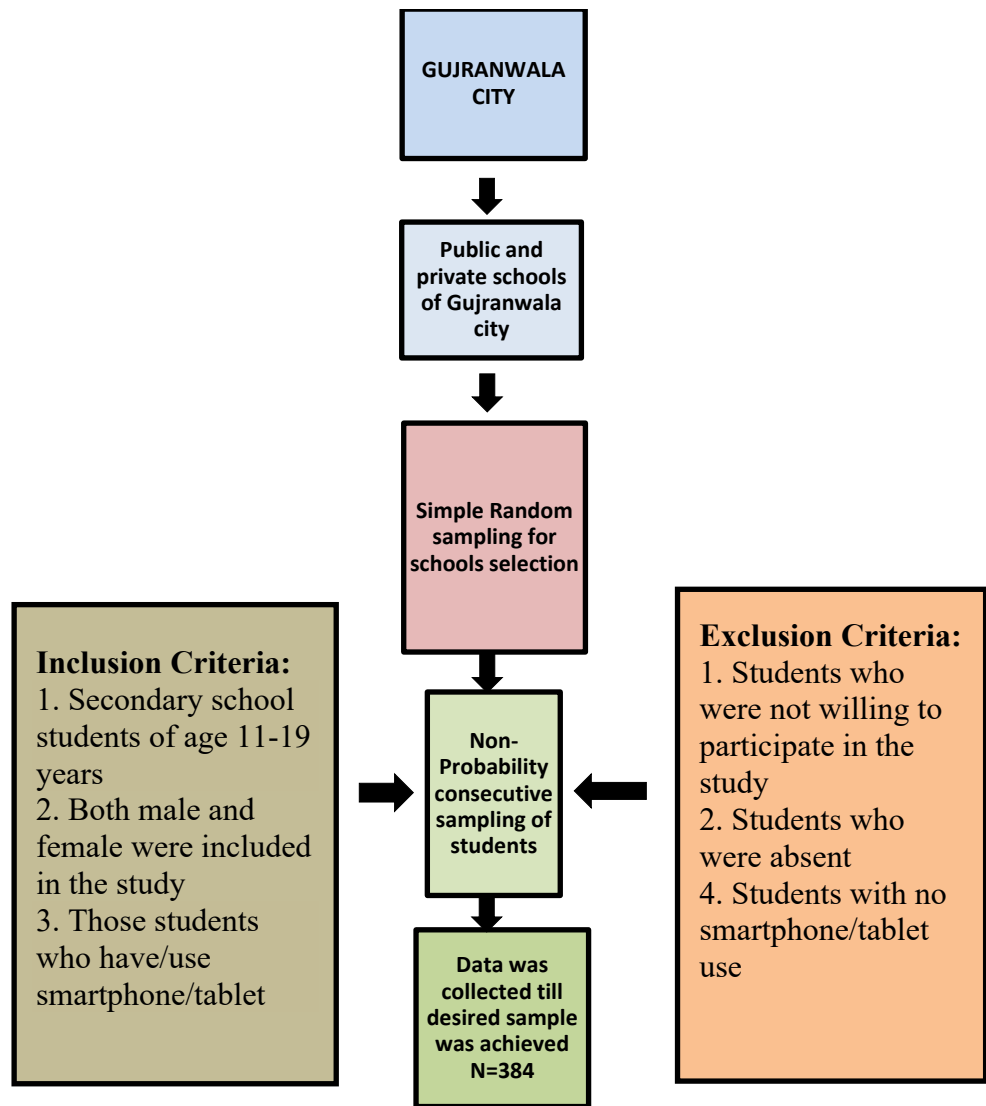 GUJRANWALA
CITY
Public and
private schools
of Gujranwala
city
Simple Random
sampling for
schools selection
Inclusion Criteria:
1. Secondary school
students of age 11-19
years
2. Both male and
female were included
in the study
3. Those students
who have/use
smartphone/tablet
Non-
Probability
consecutive
sampling of
students
Exclusion Criteria:
1. Students who
were not willing to
participate in the
study
2. Students who
were absent
4. Students with no
smartphone/tablet
use
Data was
collected till
desired sample
was achieved
N=384